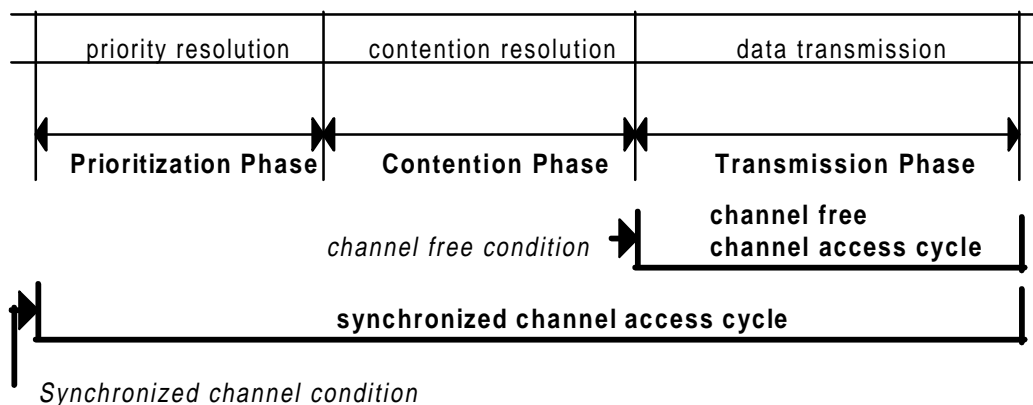 priority resolution
contention resolution
data transmission
Prioritization Phase
Contention Phase
Transmission Phase
channel free condition
channel free
channel access cycle
synchronized channel access cycle
Synchronized channel condition